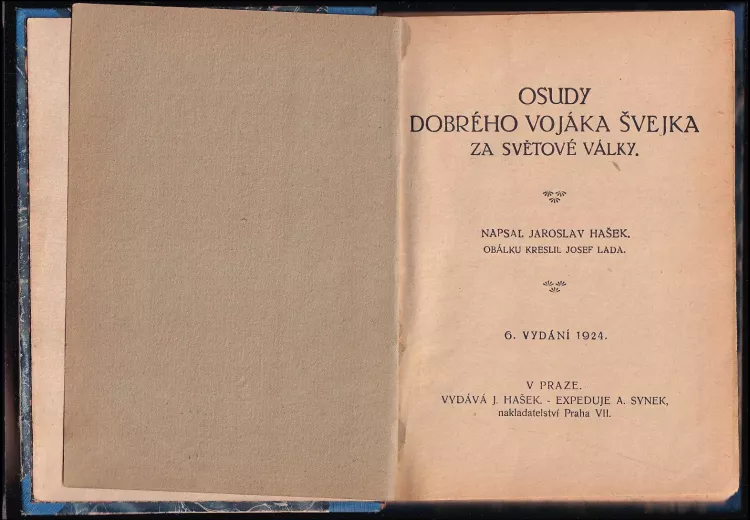 OSUDY
DOBRÉHO VOJÁKA ŠVEJKA
ZA SVĚTOVÉ VÁLKY.
NAPSAL JAROSLAV HAŠEK.
OBÁLKU KRESLIL JOSEF LADA.
6. VYDÁNÍ 1924.
V PRAZE.
VYDÁVÁ J. HAŠEK. - EXPEDUJE A. SYNEK,
nakladatelství Praha VII.